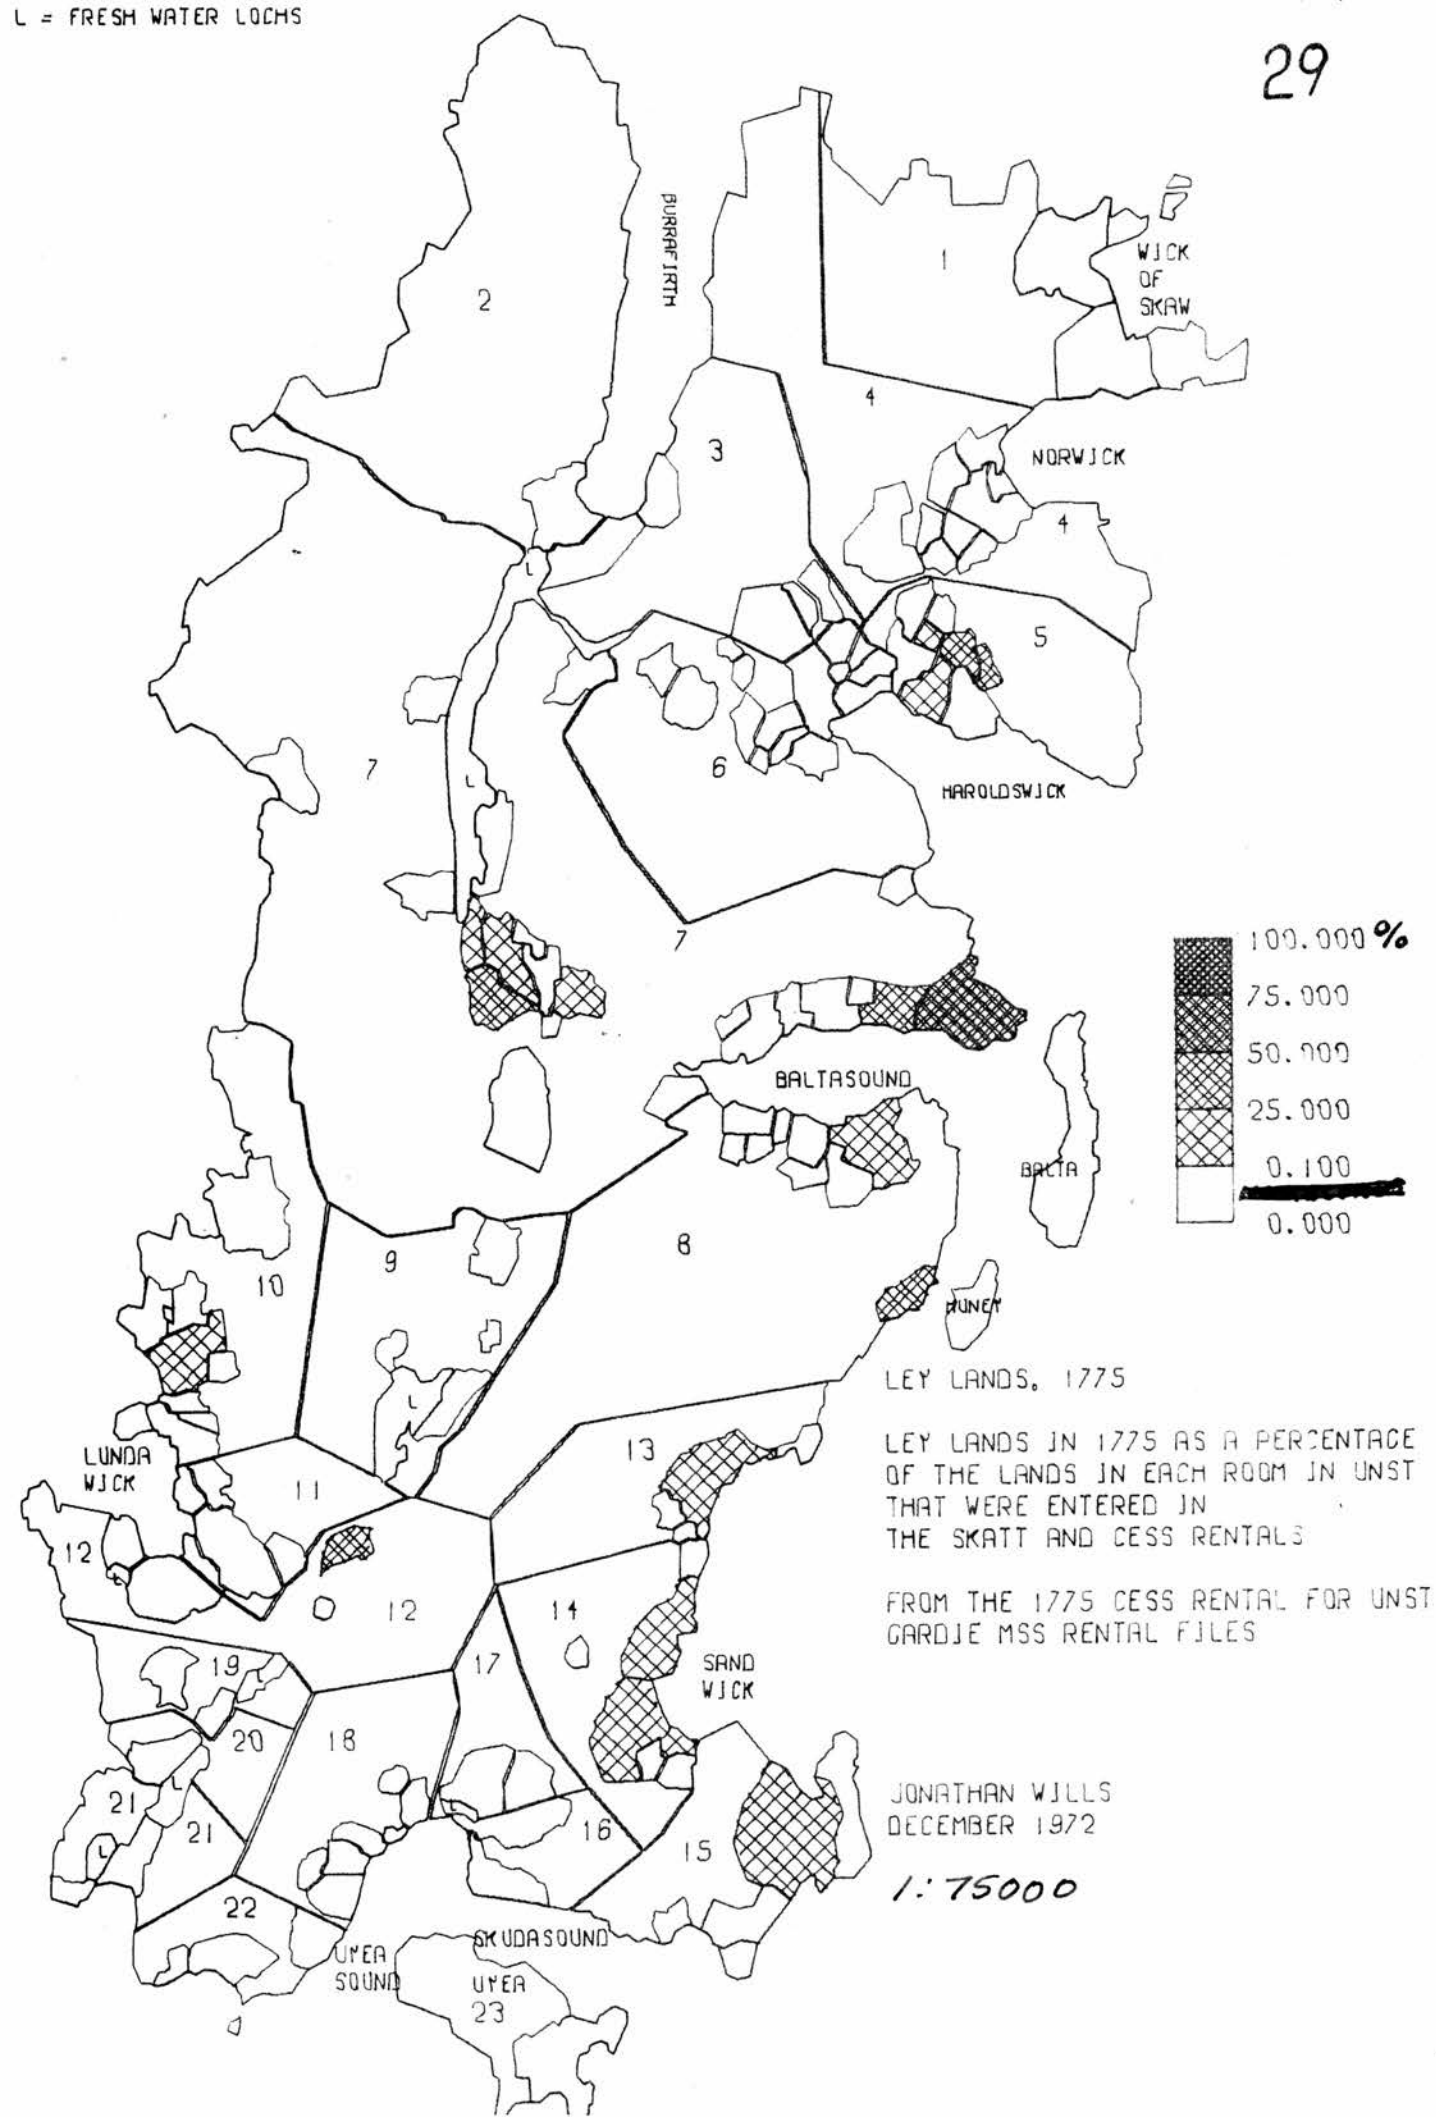 L = FRESH WATER LOCHS
29
BURRAFIRTH
1
WICK
OF
SKAW
2
4
3
NORWICK
4
L
5
7
6
L
HAROLDSWICK
7
100.000 %
75.000
50.000
25.000
0.100
0.000
BALTASOUND
BALTA
8
9
10
HUNEY
LEY LANDS, 1775
L
LEY LANDS IN 1775 AS A PERCENTAGE
OF THE LANDS IN EACH ROOM IN UNST
THAT WERE ENTERED IN
THE SKATT AND CESS RENTALS
13
LUNDA
WICK
11
12
L
12
14
FROM THE 1775 CESS RENTAL FOR UNST
GARDIE MSS RENTAL FILES
19
17
SAND
WICK
20
18
L
21
21
L
L
16
15
JONATHAN WILLS
DECEMBER 1972
1:75000
22
UYEA
SOUND
SKUDASOUND
UYEA
23